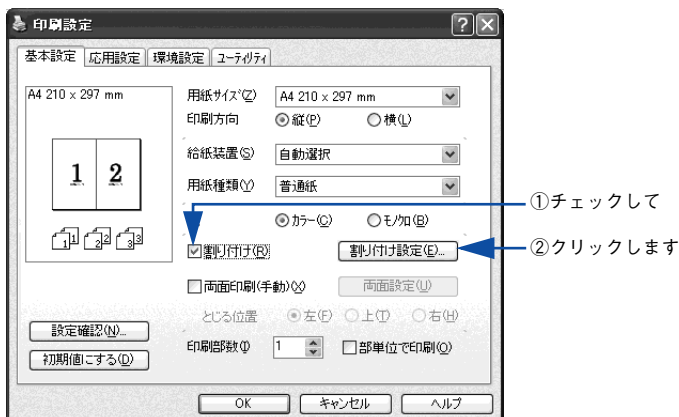 印刷設定
基本設定 応用設定 環境設定 ユーティリティ
A4 210 x 297 mm
1 2
1 1 2 2 3 3
用紙サイズ(Z) A4 210 x 297 mm
印刷方向 縦(P) 横(L)
給紙装置(S) 自動選択
用紙種類(Y) 普通紙
カラー(C) モノクロ(B)
割り付け(R) 割り付け設定(E)...
両面印刷(手動)(X) 両面設定(U)
とじる位置 左(F) 上(T) 右(H)
設定確認(N)...
印刷部数(I) 1 部単位で印刷(O)
初期値にする(D)
OK キャンセル ヘルプ
①チェックして
②クリックします